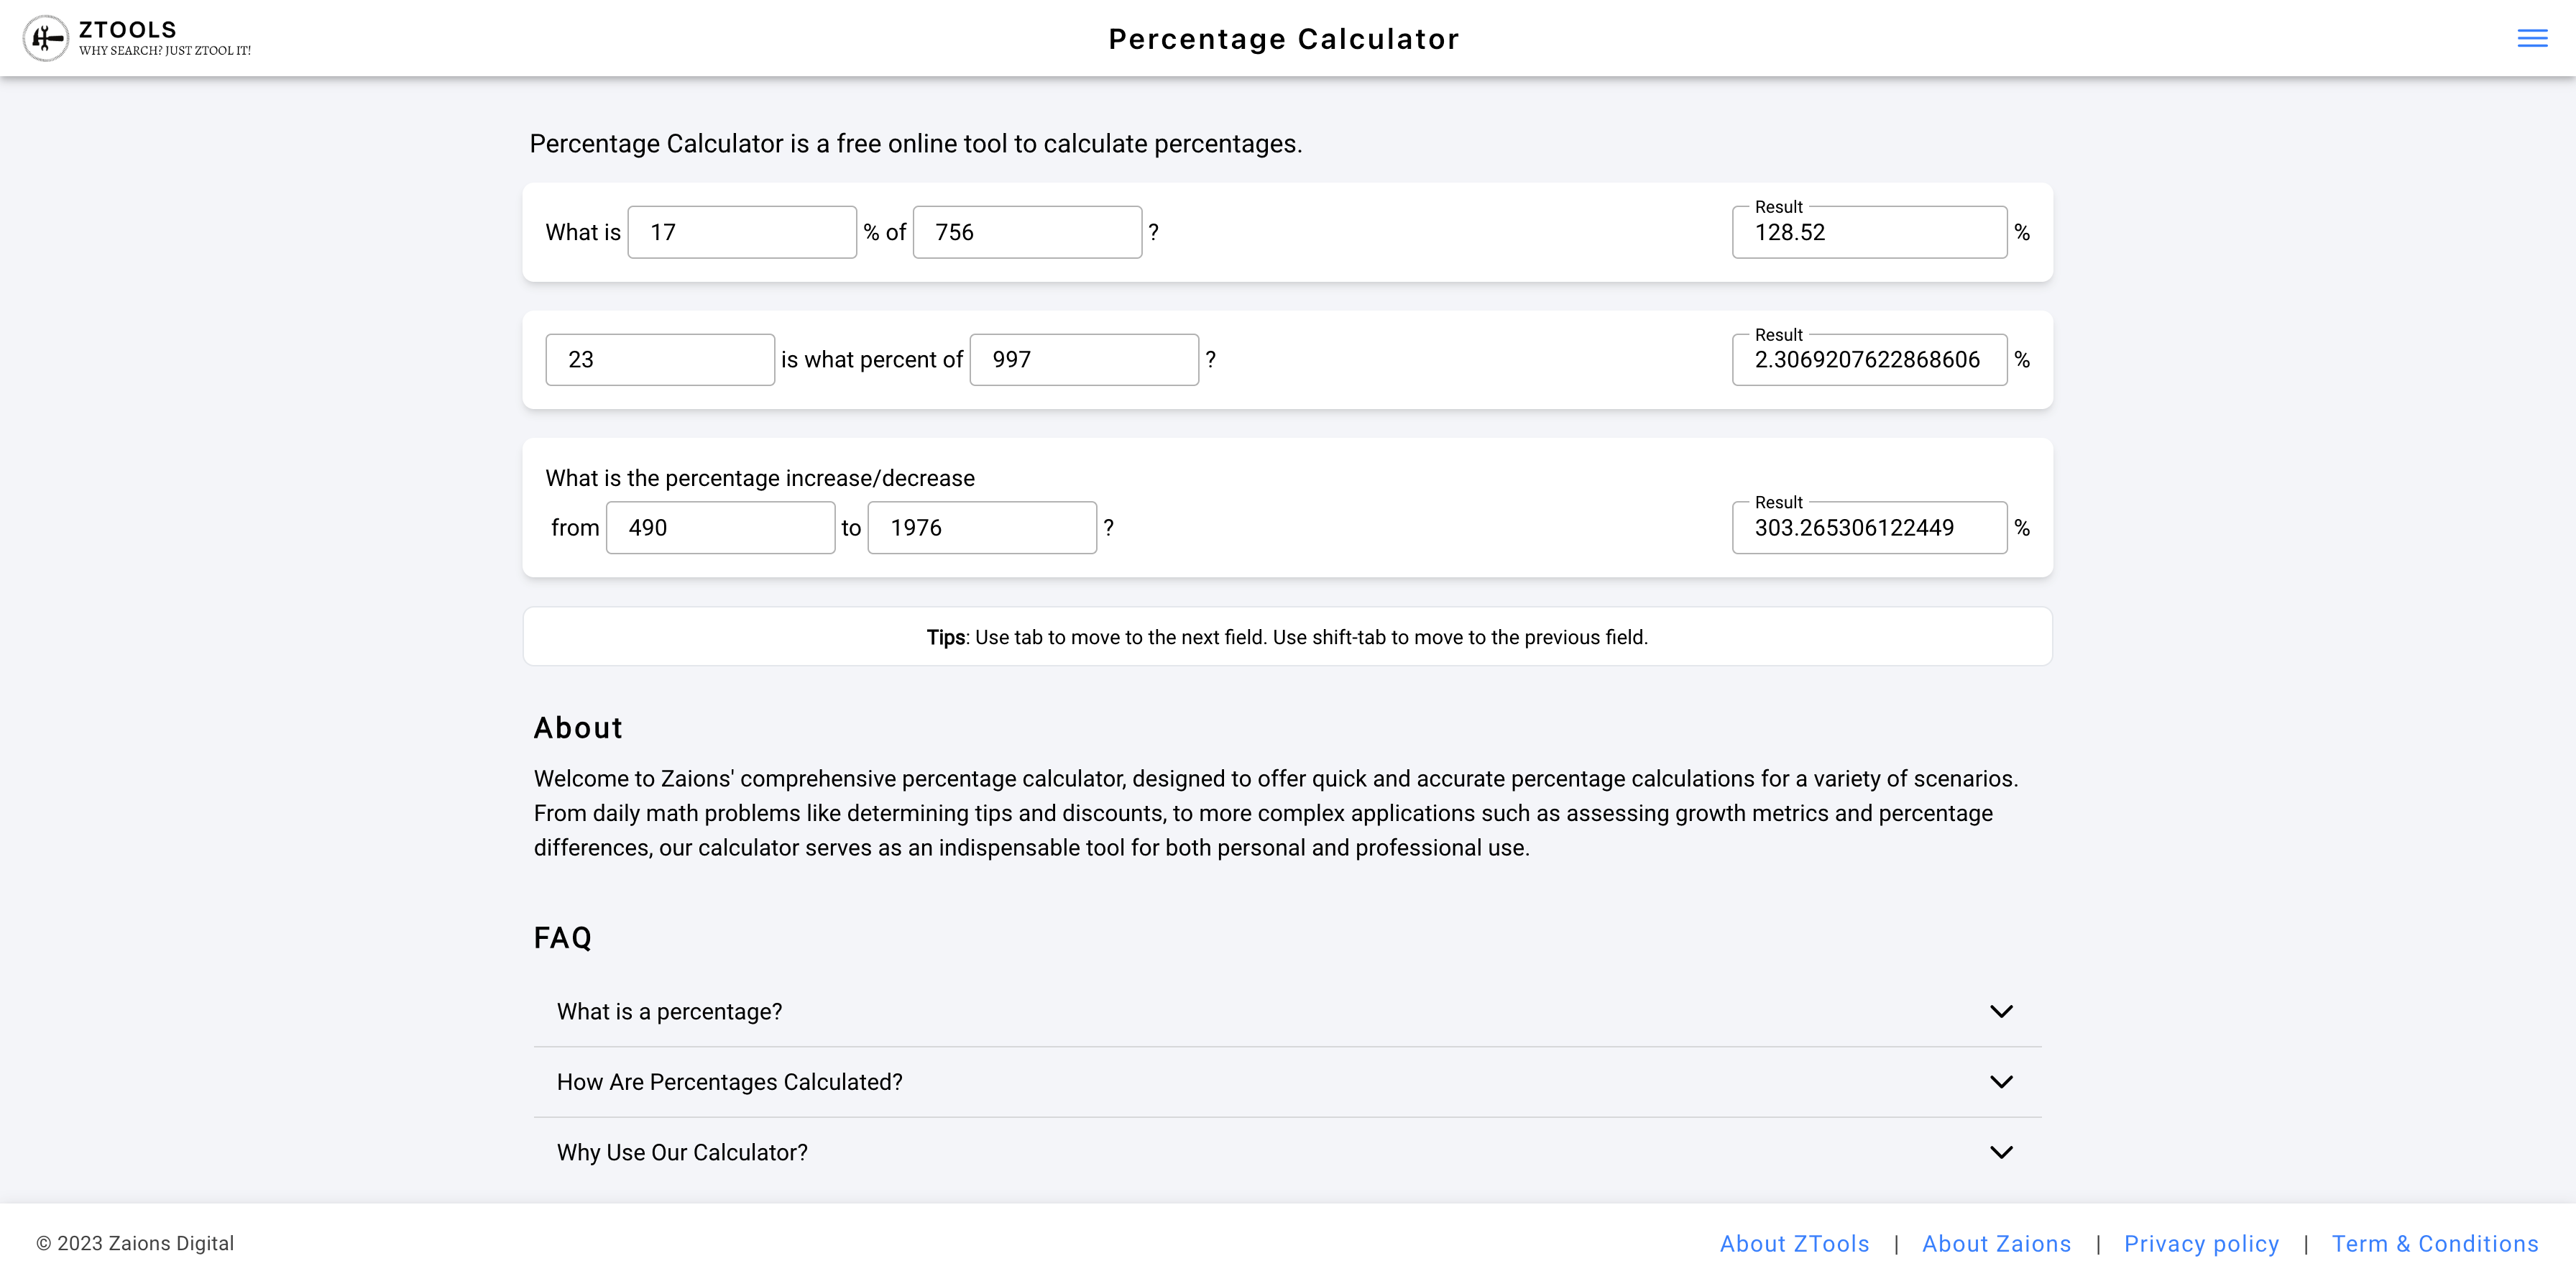 ZTOOLS
WHY SEARCH? JUST ZTOOL IT!
Percentage Calculator
Percentage Calculator is a free online tool to calculate percentages.
What is 17 % of 756 ?
Result
128.52 %
23 is what percent of 997 ?
Result
2.3069207622868606 %
What is the percentage increase/decrease
from 490 to 1976 ?
Result
303.265306122449 %
Tips: Use tab to move to the next field. Use shift-tab to move to the previous field.
About
Welcome to Zaions' comprehensive percentage calculator, designed to offer quick and accurate percentage calculations for a variety of scenarios.
From daily math problems like determining tips and discounts, to more complex applications such as assessing growth metrics and percentage
differences, our calculator serves as an indispensable tool for both personal and professional use.
FAQ
What is a percentage?
How Are Percentages Calculated?
Why Use Our Calculator?
© 2023 Zaions Digital
About ZTools | About Zaions | Privacy policy | Term & Conditions